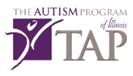 THE AUTISM PROGRAM
of Illinois
TAP